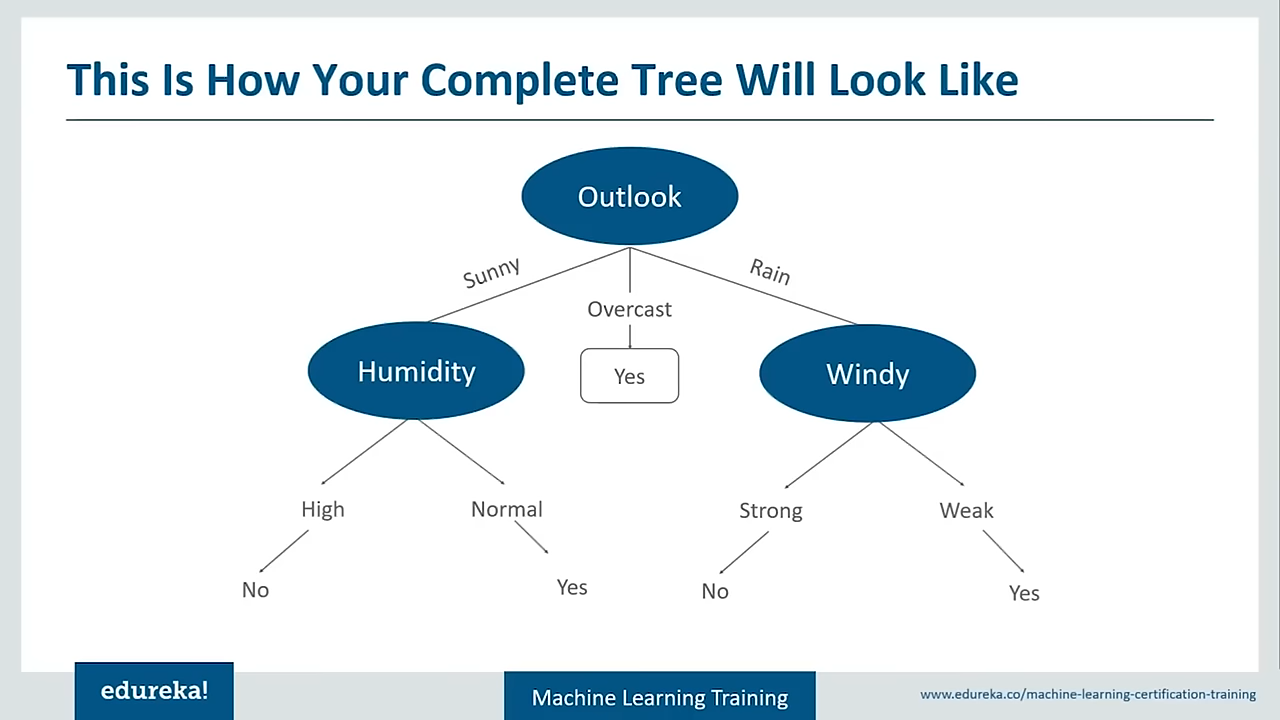 This Is How Your Complete Tree Will Look Like
Outlook
Sunny
Rain
Overcast
Humidity
Yes
Windy
High
Normal
Strong
Weak
No
Yes
No
Yes
edureka!
Machine Learning Training
www.edureka.co/machine-learning-certification-training